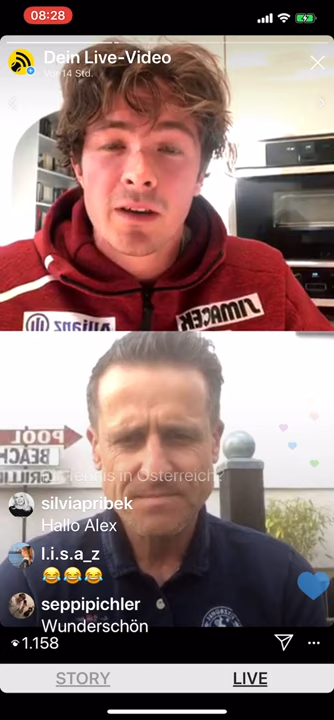 08:28
Dein Live-Video
Vor 14 Std.
Allianz
SIMACEK
POOL
BEACH
GRILL
Tennis in Österreich?
silviapribek
Hallo Alex
l.i.s.a_z
😂😂😂
seppipichler
Wunderschön
1.158
STORY
LIVE